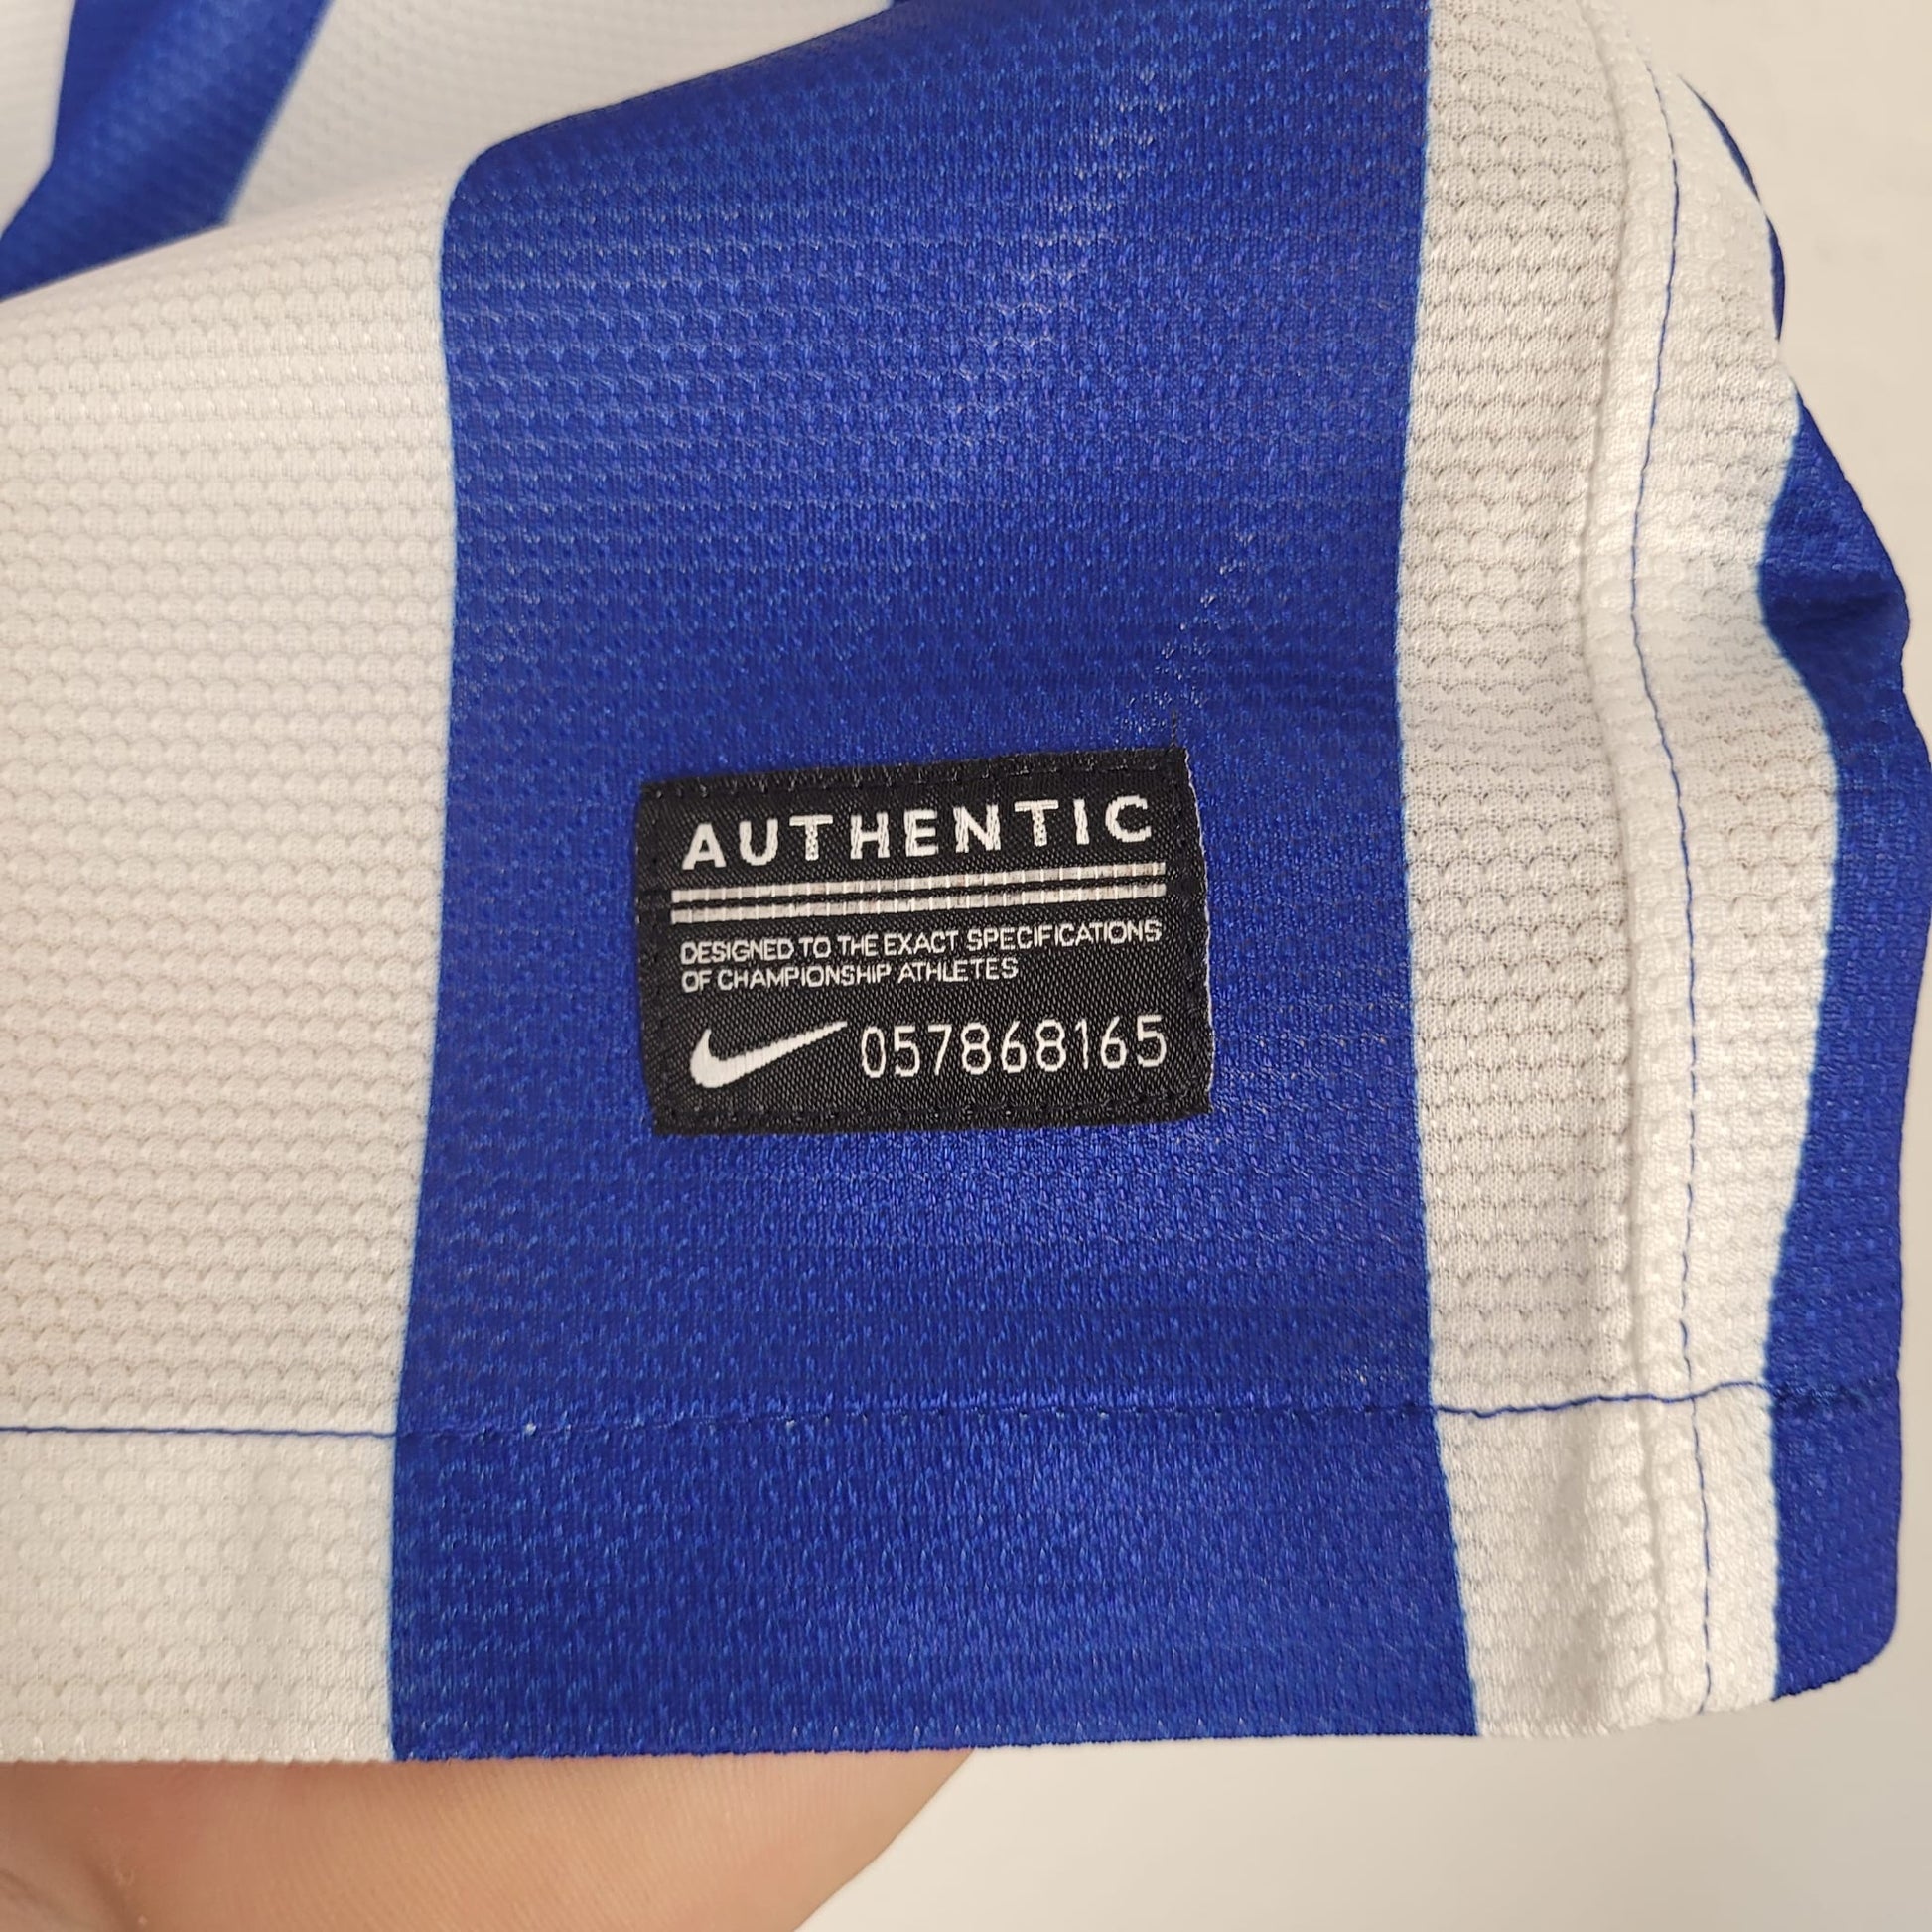 AUTHENTIC
DESIGNED TO THE EXACT SPECIFICATIONS
OF CHAMPIONSHIP ATHLETES
057868165